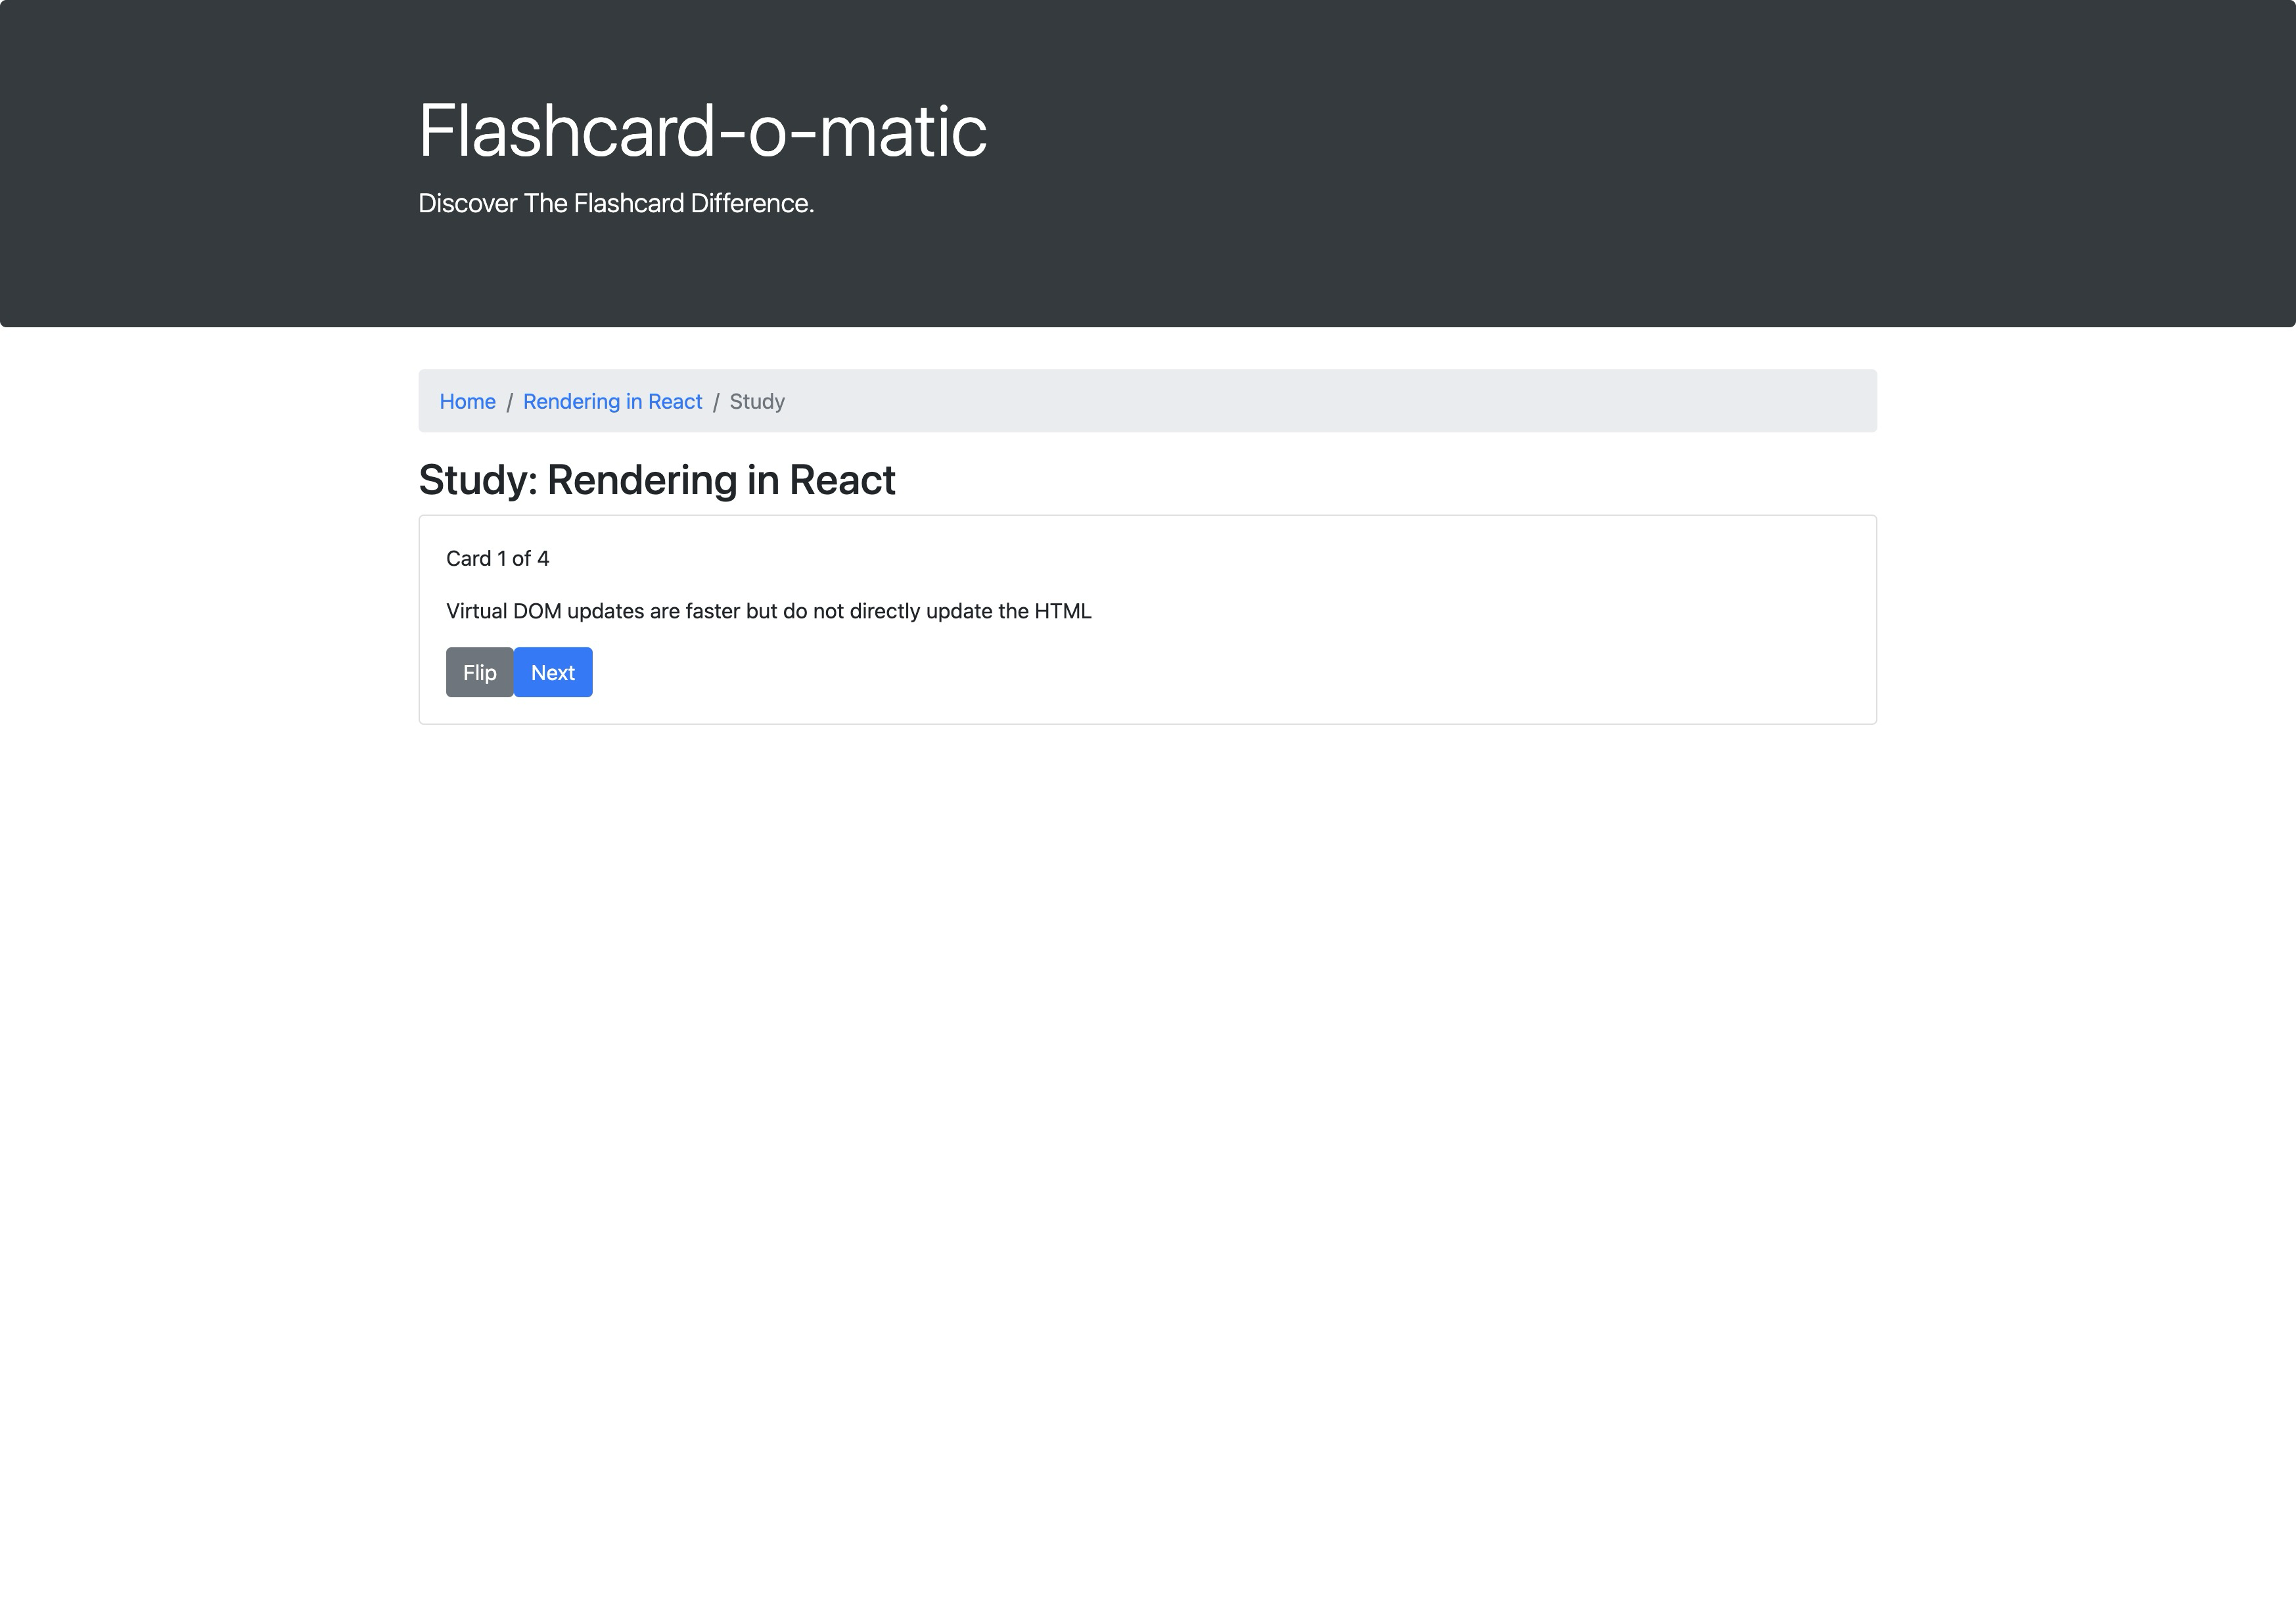 Flashcard-o-matic
Discover The Flashcard Difference.
Home / Rendering in React / Study
Study: Rendering in React
Card 1 of 4
Virtual DOM updates are faster but do not directly update the HTML
Flip Next